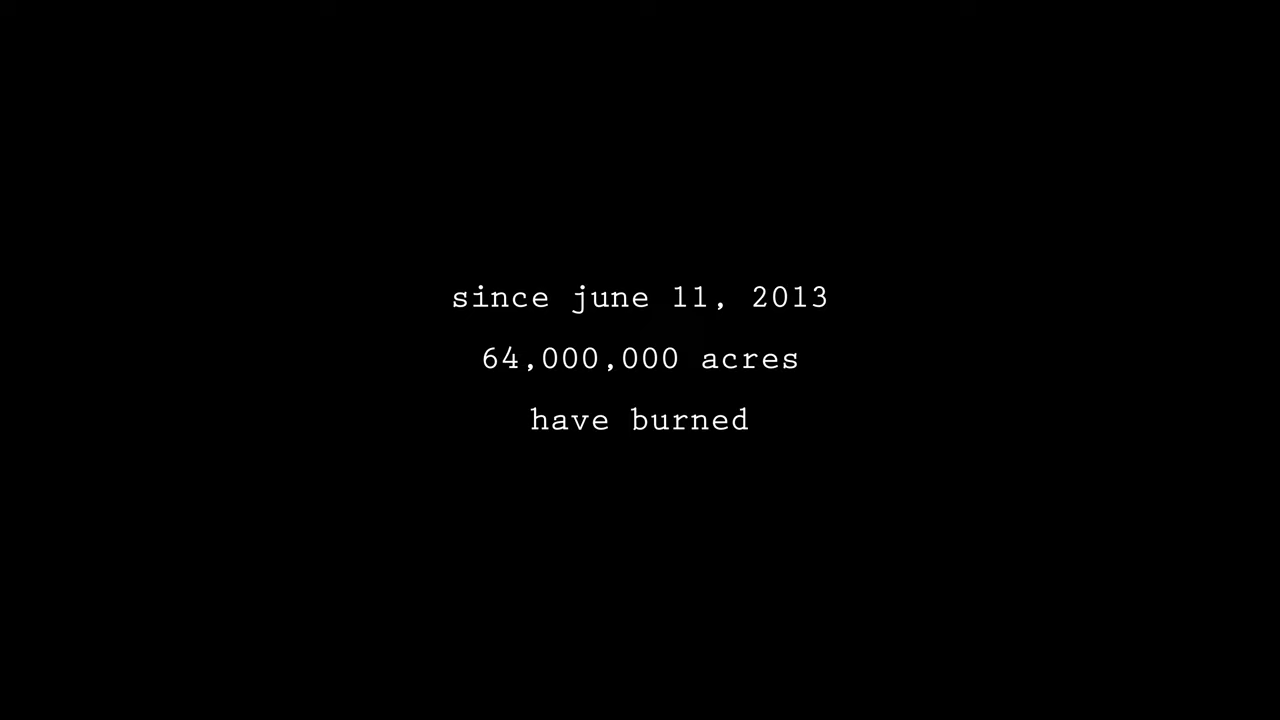 since june 11, 2013
64,000,000 acres
have burned